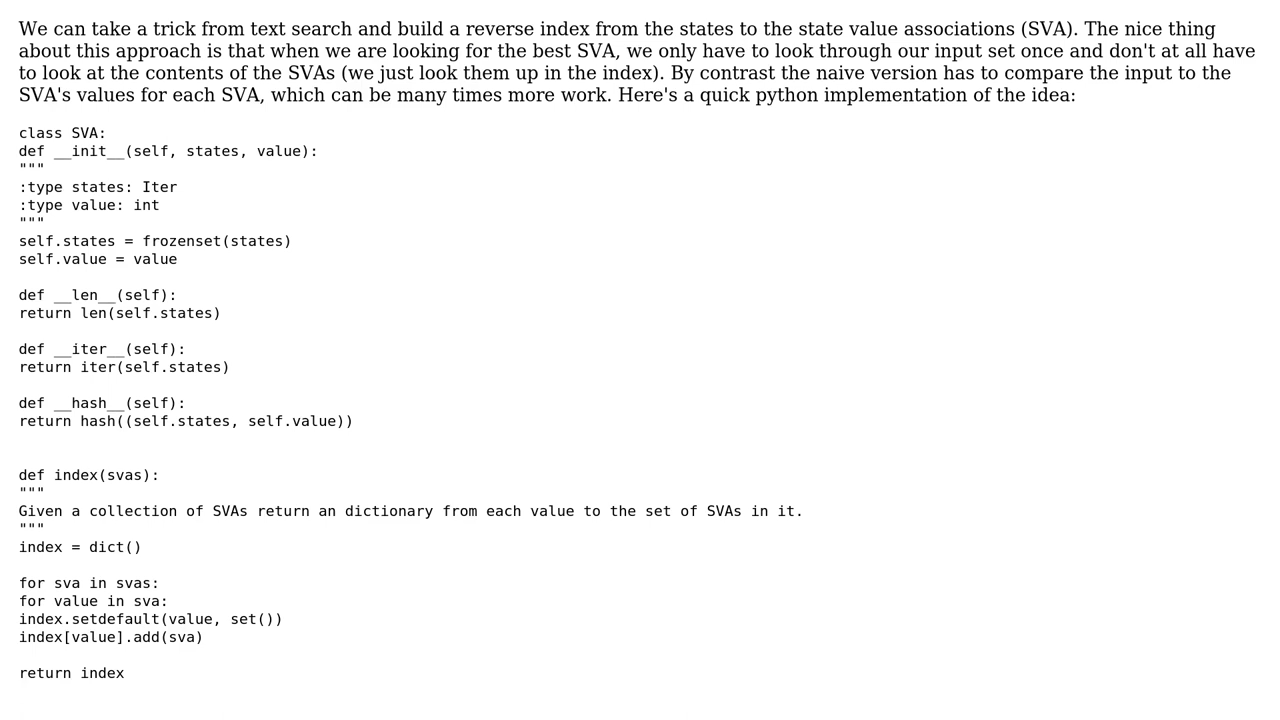 We can take a trick from text search and build a reverse index from the states to the state value associations (SVA). The nice thing
about this approach is that when we are looking for the best SVA, we only have to look through our input set once and don't at all have
to look at the contents of the SVAs (we just look them up in the index). By contrast the naive version has to compare the input to the
SVA's values for each SVA, which can be many times more work. Here's a quick python implementation of the idea:
class SVA:
def __init__(self, states, value):
"""
:type states: Iter
:type value: int
"""
self.states = frozenset(states)
self.value = value
def __len__(self):
return len(self.states)
def __iter__(self):
return iter(self.states)
def __hash__(self):
return hash((self.states, self.value))
def index(svas):
"""
Given a collection of SVAs return an dictionary from each value to the set of SVAs in it.
"""
index = dict()
for sva in svas:
for value in sva:
index.setdefault(value, set())
index[value].add(sva)
return index